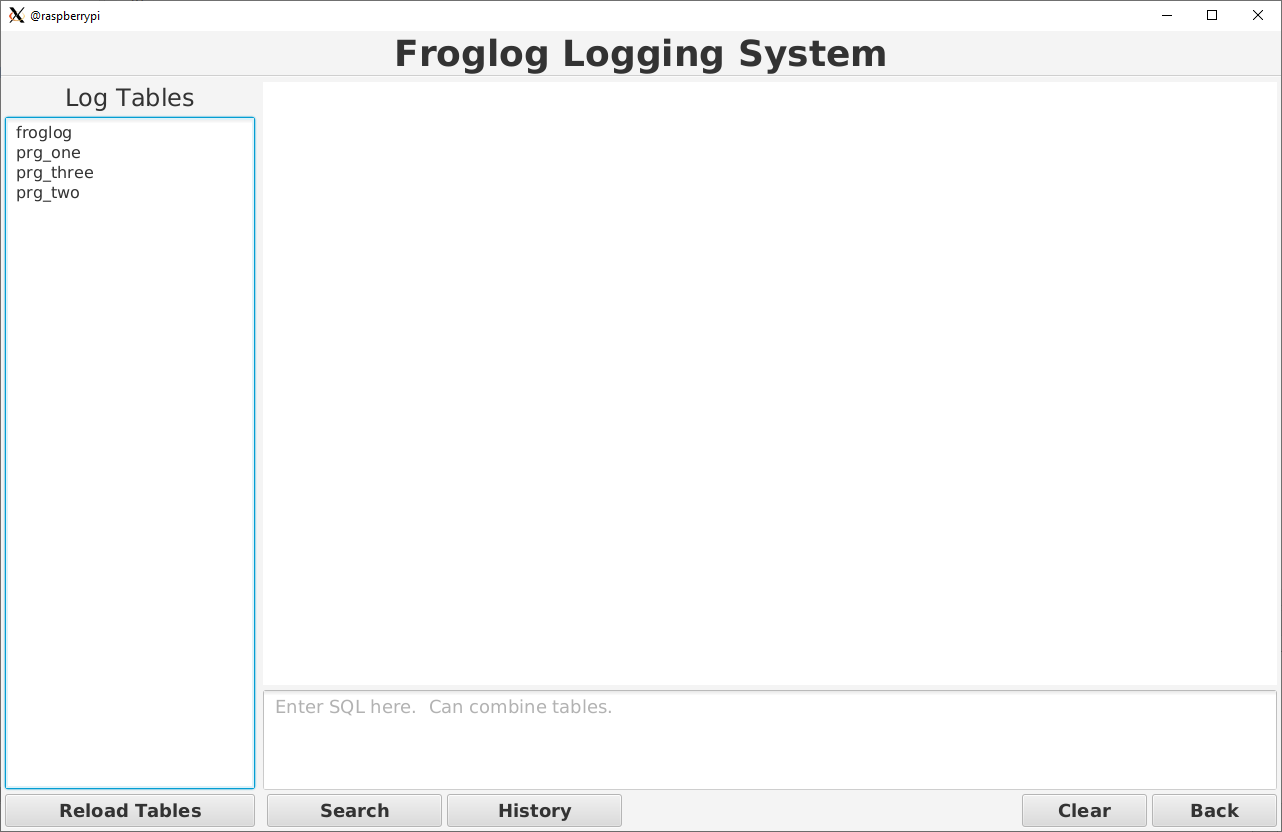 @raspberrypi
Froglog Logging System
Log Tables
froglog
prg_one
prg_three
prg_two
Enter SQL here.  Can combine tables.
Reload Tables
Search
History
Clear
Back